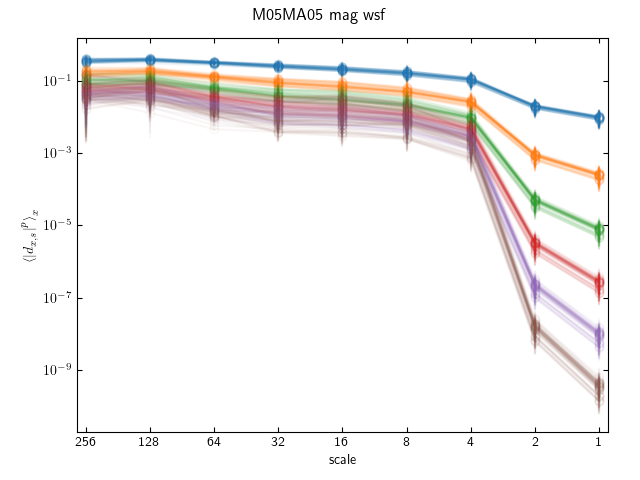 M05MA05 mag wsf
⟨|d_{x,s}|^p⟩_x
10^{-1}
10^{-3}
10^{-5}
10^{-7}
10^{-9}
256 128 64 32 16 8 4 2 1
scale